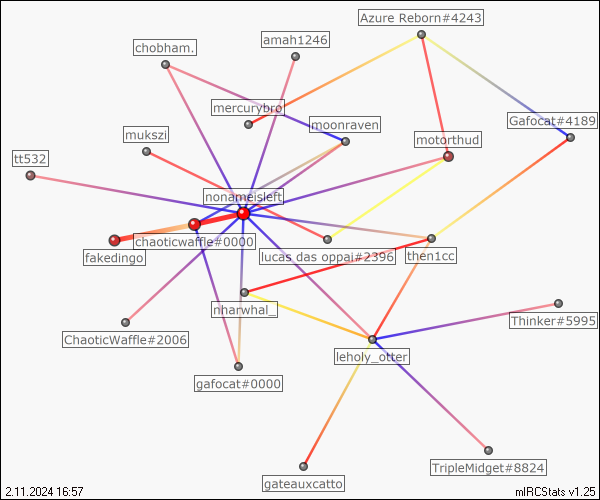 Azure Reborn#4243
amah1246
chobham.
mercurybro
Gafocat#4189
moonraven
mukszi
motorthud
tt532
nonameisleft
chaoticwaffle#0000
fakedingo
lucas das oppai#2396
then1cc
nharwhal_
Thinker#5995
ChaoticWaffle#2006
leholy_otter
gafocat#0000
TripleMidget#8824
gateauxcatto
2.11.2024 16:57
mIRCStats v1.25